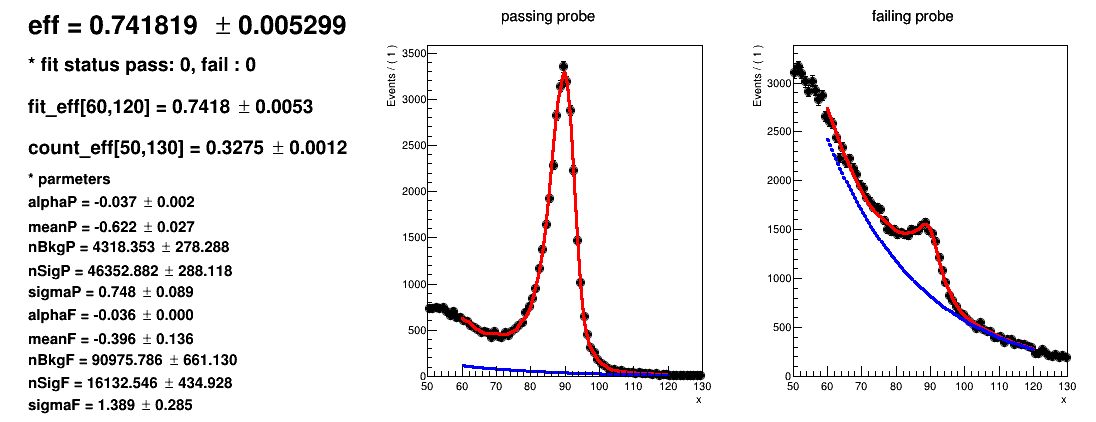 eff = 0.741819 ± 0.005299
* fit status pass: 0, fail : 0
fit_eff[60,120] = 0.7418 ± 0.0053
count_eff[50,130] = 0.3275 ± 0.0012
* parmeters
alphaP = -0.037 ± 0.002
meanP = -0.622 ± 0.027
nBkgP = 4318.353 ± 278.288
nSigP = 46352.882 ± 288.118
sigmaP = 0.748 ± 0.089
alphaF = -0.036 ± 0.000
meanF = -0.396 ± 0.136
nBkgF = 90975.786 ± 661.130
nSigF = 16132.546 ± 434.928
sigmaF = 1.389 ± 0.285
passing probe
Events / ( 1 )
3500
3000
2500
2000
1500
1000
500
0
50 60 70 80 90 100 110 120 130
x
failing probe
Events / ( 1 )
3000
2500
2000
1500
1000
500
0
50 60 70 80 90 100 110 120 130
x